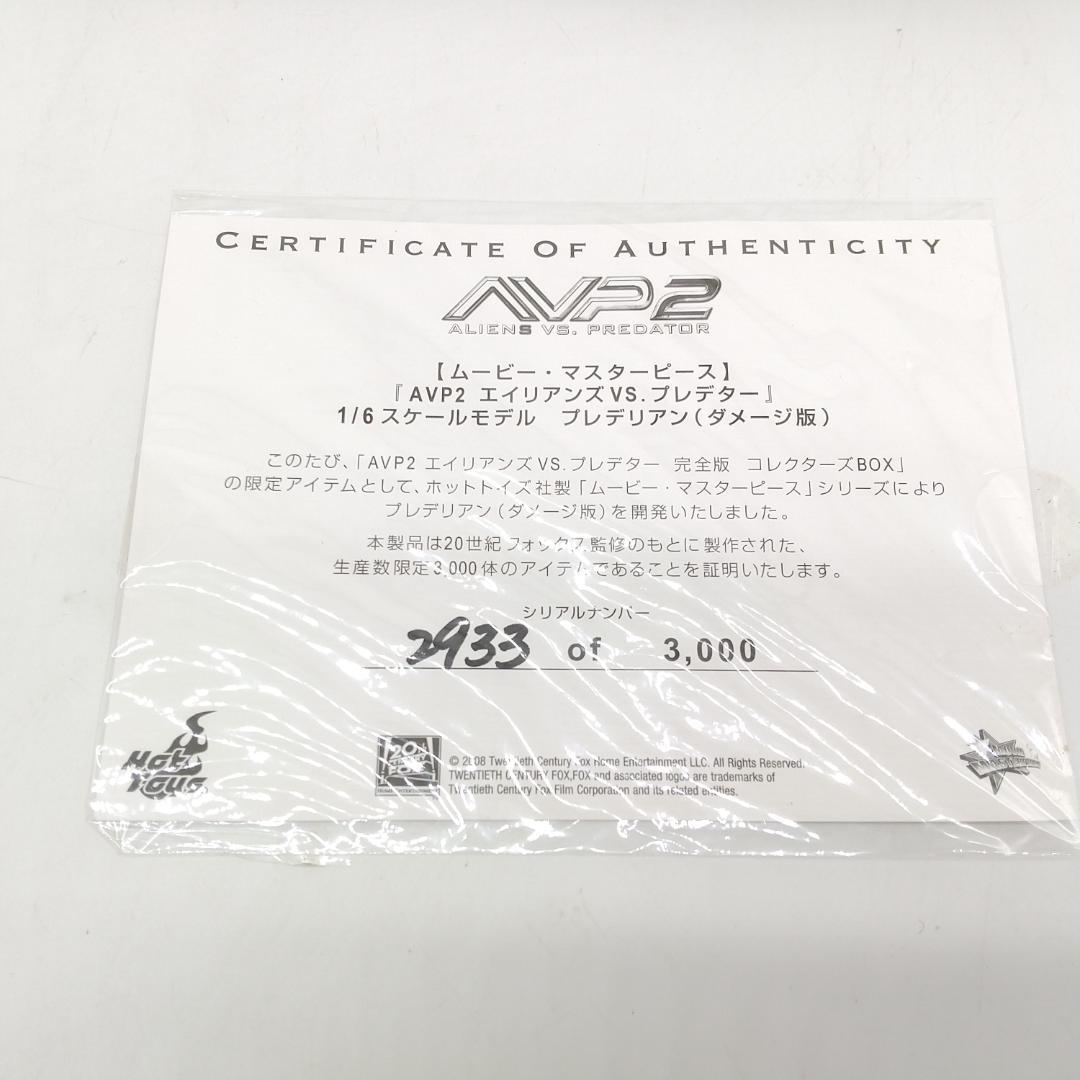 CERTIFICATE OF AUTHENTICITY
AVP2
ALIENS VS. PREDATOR
【ムービー・マスターピース】
『AVP2 エイリアンズVS.プレデター』
1/6スケールモデル　プレデリアン（ダメージ版）
このたび、「AVP2 エイリアンズVS.プレデター 完全版 コレクターズBOX」
の限定アイテムとして、ホットトイズ社製「ムービー・マスターピース」シリーズにより
プレデリアン（ダメージ版）を開発いたしました。
本製品は20世紀フォックス監修のもとに製作された、
生産数限定3,000体のアイテムであることを証明いたします。
シリアルナンバー
2933 of 3,000
Hot Toys
20th CENTURY FOX
© 2008 Twentieth Century Fox Home Entertainment LLC. All Rights Reserved.
TWENTIETH CENTURY FOX,FOX and associated logos are trademarks of
Twentieth Century Fox Film Corporation and its related entities.